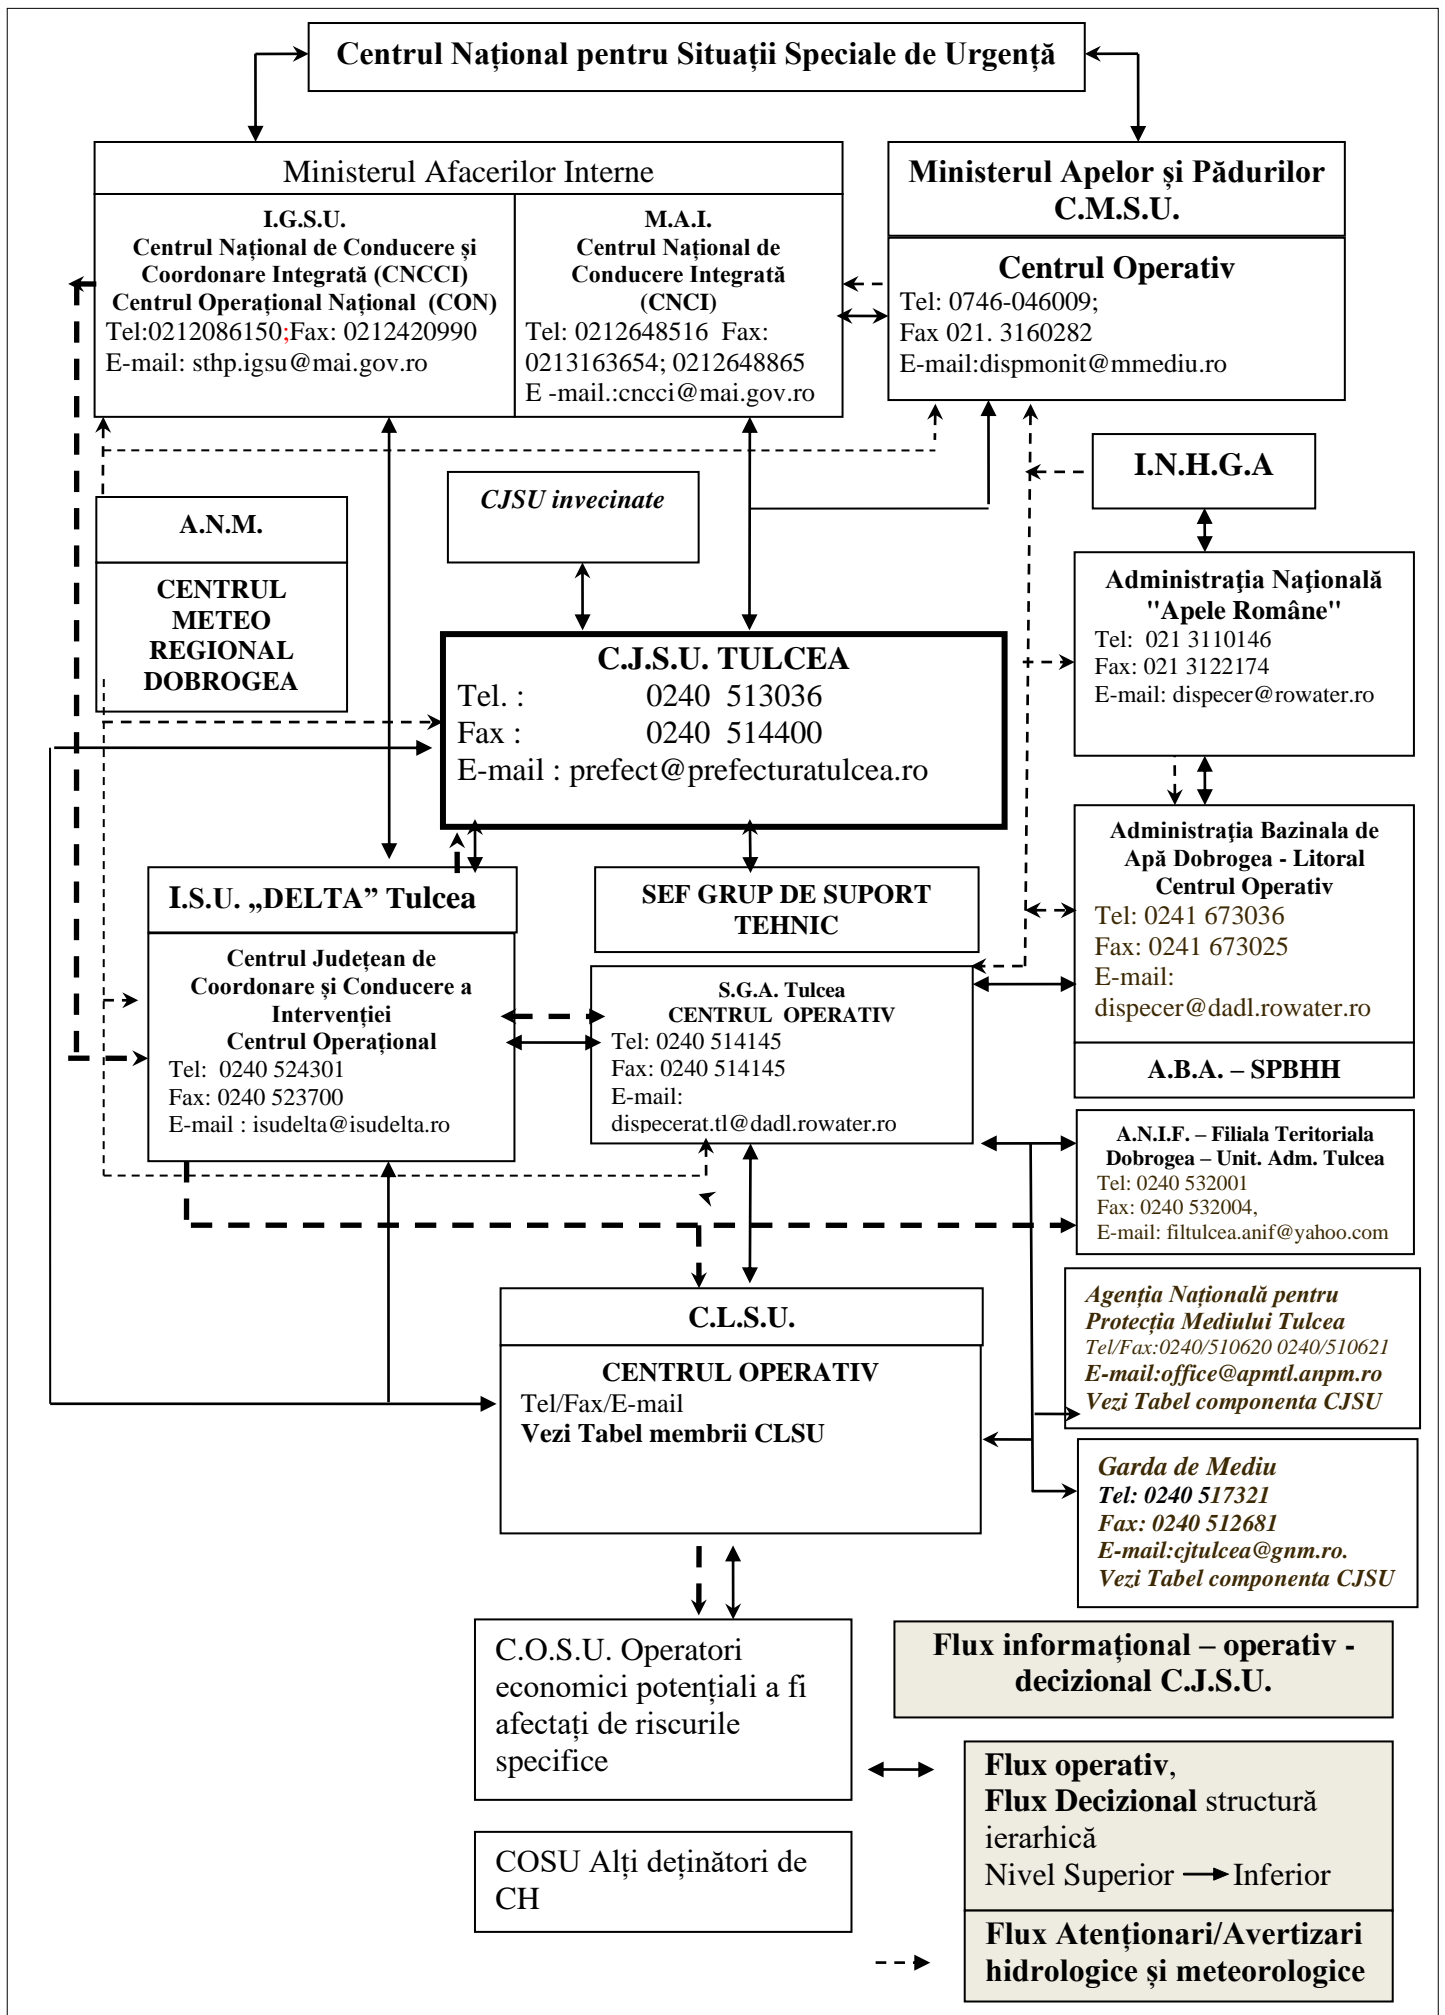 Centrul Național pentru Situații Speciale de Urgență
Ministerul Afacerilor Interne
I.G.S.U.
Centrul Național de Conducere și
Coordonare Integrată (CNCCI)
Centrul Operațional Național (CON)
Tel:0212086150;Fax: 0212420990
E-mail: sthp.igsu@mai.gov.ro
M.A.I.
Centrul Național de
Conducere Integrată
(CNCI)
Tel: 0212648516 Fax:
0213163654; 0212648865
E -mail.:cncci@mai.gov.ro
Ministerul Apelor și Pădurilor
C.M.S.U.
Centrul Operativ
Tel: 0746-046009;
Fax 021. 3160282
E-mail:dispmonit@mmediu.ro
I.N.H.G.A
CJSU invecinate
A.N.M.
CENTRUL
METEO
REGIONAL
DOBROGEA
Administraţia Naţională
"Apele Române"
Tel: 021 3110146
Fax: 021 3122174
E-mail: dispecer@rowater.ro
C.J.S.U. TULCEA
Tel. : 0240 513036
Fax : 0240 514400
E-mail : prefect@prefecturatulcea.ro
Administraţia Bazinala de
Apă Dobrogea - Litoral
Centrul Operativ
Tel: 0241 673036
Fax: 0241 673025
E-mail:
dispecer@dadl.rowater.ro
A.B.A. – SPBHH
I.S.U. „DELTA” Tulcea
Centrul Județean de
Coordonare și Conducere a
Intervenției
Centrul Operațional
Tel: 0240 524301
Fax: 0240 523700
E-mail : isudelta@isudelta.ro
SEF GRUP DE SUPORT
TEHNIC
S.G.A. Tulcea
CENTRUL OPERATIV
Tel: 0240 514145
Fax: 0240 514145
E-mail:
dispecerat.tl@dadl.rowater.ro
A.N.I.F. – Filiala Teritoriala
Dobrogea – Unit. Adm. Tulcea
Tel: 0240 532001
Fax: 0240 532004,
E-mail: filtulcea.anif@yahoo.com
Agenția Națională pentru
Protecția Mediului Tulcea
Tel/Fax:0240/510620 0240/510621
E-mail:office@apmtl.anpm.ro
Vezi Tabel componenta CJSU
C.L.S.U.
CENTRUL OPERATIV
Tel/Fax/E-mail
Vezi Tabel membrii CLSU
Garda de Mediu
Tel: 0240 517321
Fax: 0240 512681
E-mail:cjtulcea@gnm.ro.
Vezi Tabel componenta CJSU
C.O.S.U. Operatori
economici potențiali a fi
afectați de riscurile
specifice
COSU Alți deținători de
CH
Flux informațional – operativ -
decizional C.J.S.U.
Flux operativ,
Flux Decizional structură
ierarhică
Nivel Superior Inferior
Flux Atenționari/Avertizari
hidrologice și meteorologice